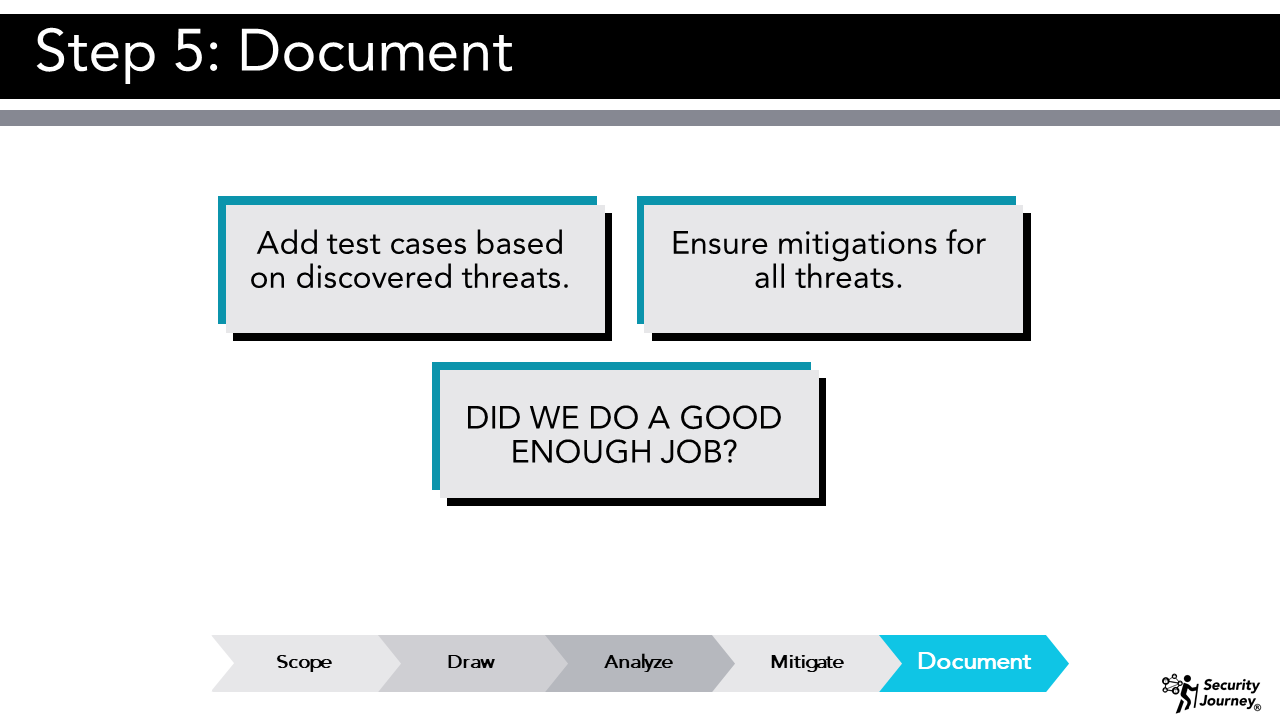 Step 5: Document
Add test cases based
on discovered threats.
Ensure mitigations for
all threats.
DID WE DO A GOOD
ENOUGH JOB?
Scope
Draw
Analyze
Mitigate
Document
Security
Journey®